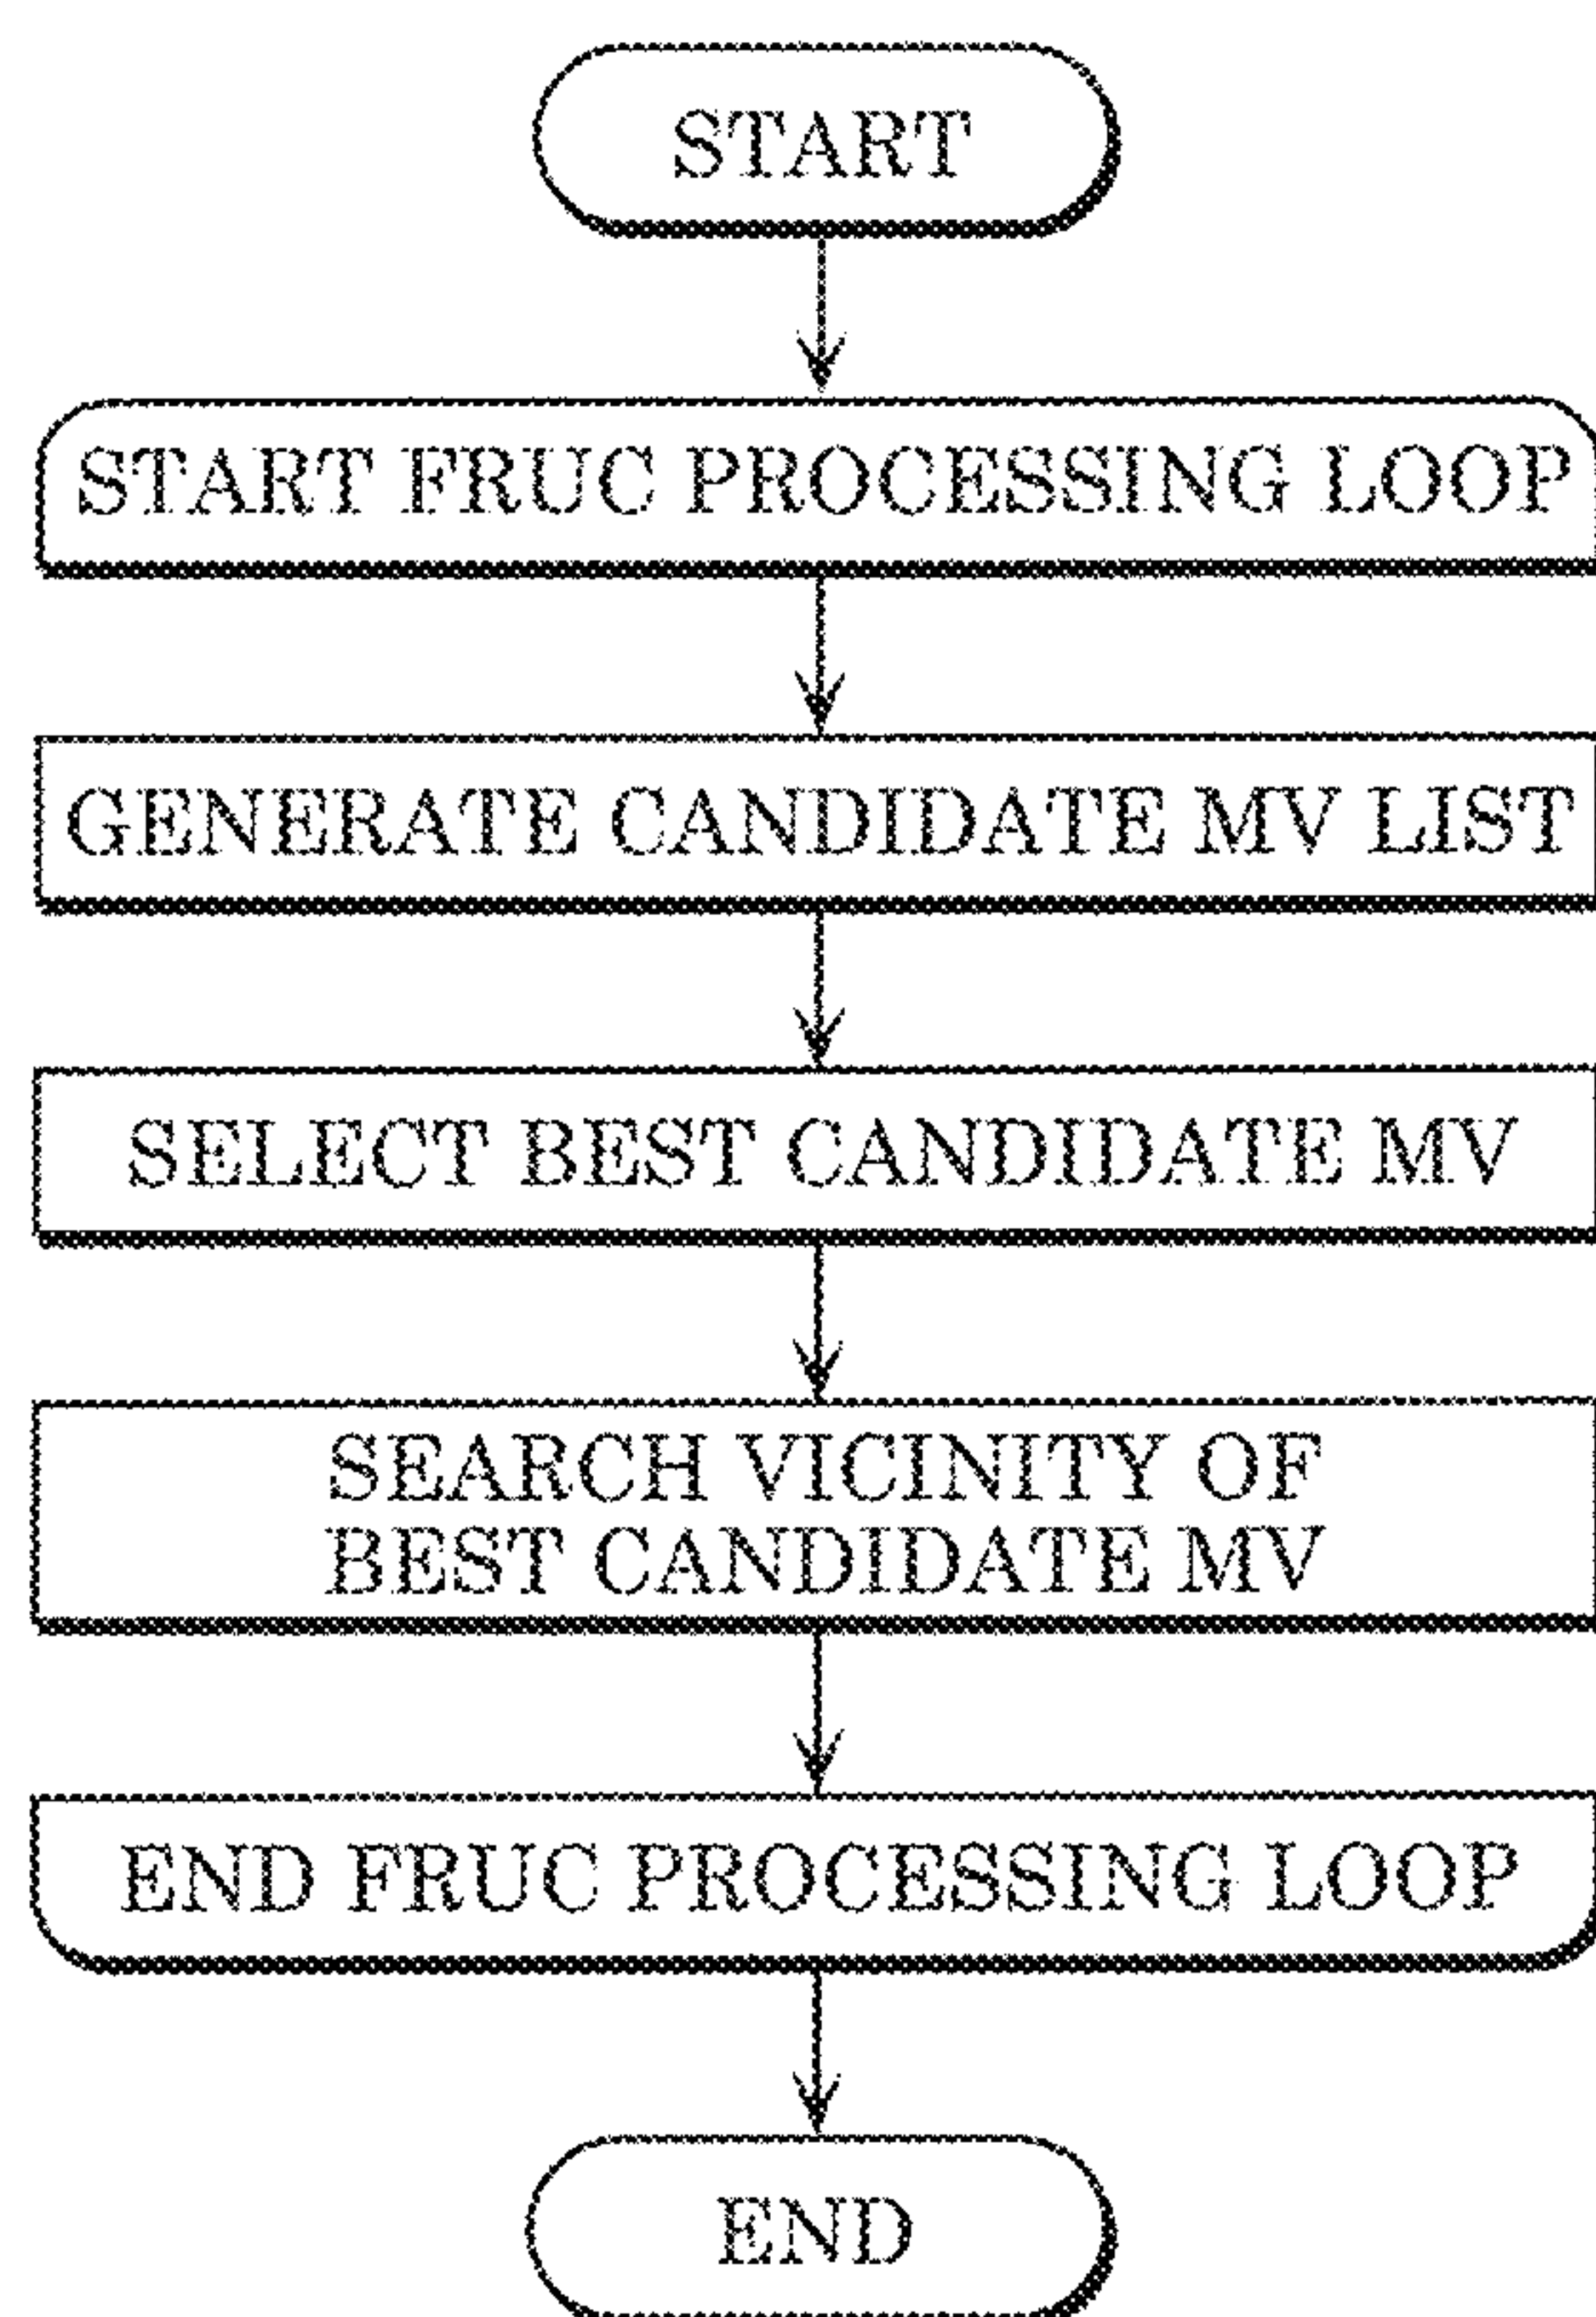 START
START FRUC PROCESSING LOOP
GENERATE CANDIDATE MV LIST
SELECT BEST CANDIDATE MV
SEARCH VICINITY OF
BEST CANDIDATE MV
END FRUC PROCESSING LOOP
END